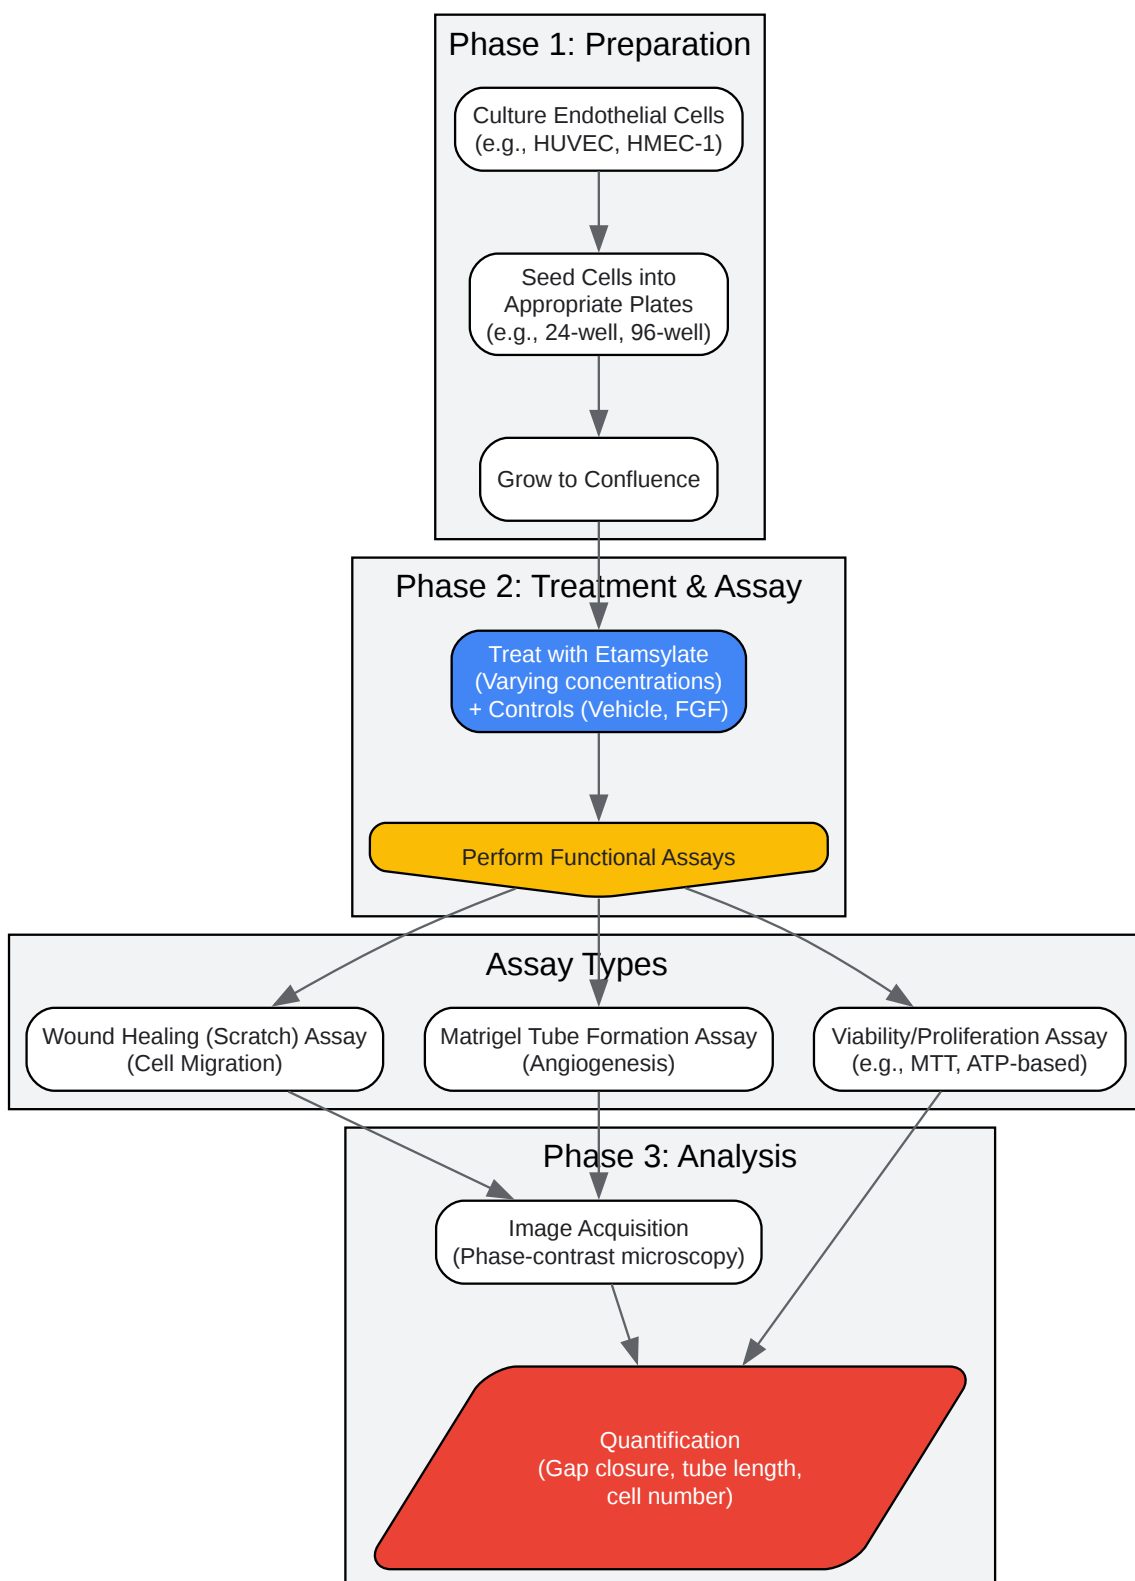 Phase 1: Preparation
Culture Endothelial Cells
(e.g., HUVEC, HMEC-1)
Seed Cells into
Appropriate Plates
(e.g., 24-well, 96-well)
Grow to Confluence
Phase 2: Treatment & Assay
Treat with Etamsylate
(Varying concentrations)
+ Controls (Vehicle, FGF)
Perform Functional Assays
Assay Types
Wound Healing (Scratch) Assay
(Cell Migration)
Matrigel Tube Formation Assay
(Angiogenesis)
Viability/Proliferation Assay
(e.g., MTT, ATP-based)
Phase 3: Analysis
Image Acquisition
(Phase-contrast microscopy)
Quantification
(Gap closure, tube length,
cell number)